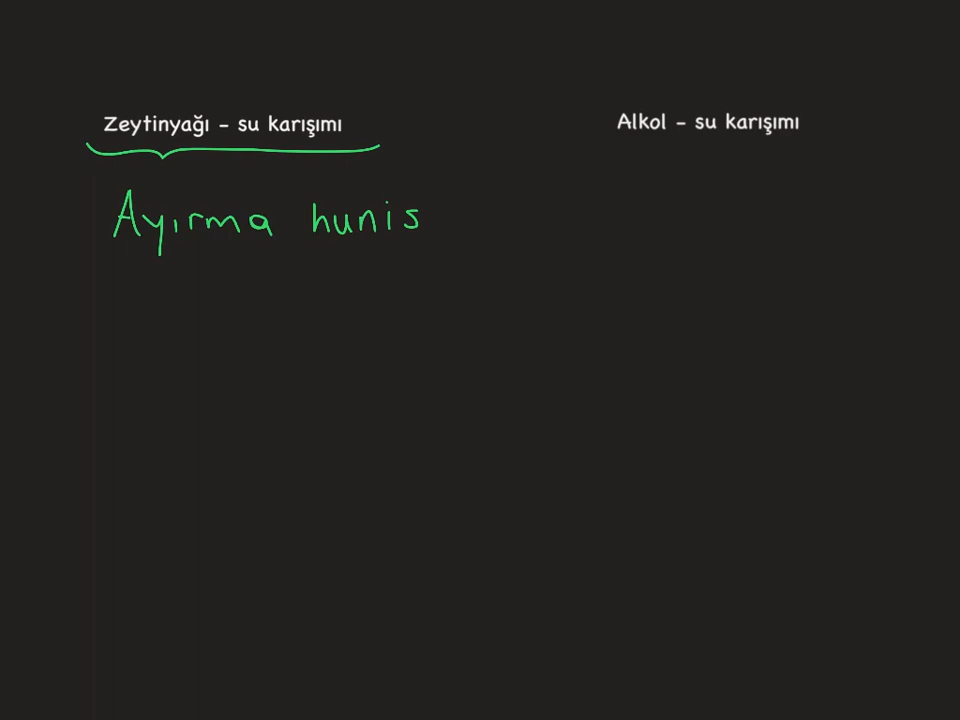 Zeytinyağı - su karışımı
Alkol - su karışımı
Ayırma hunis